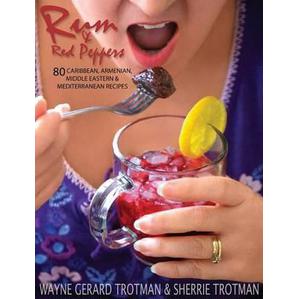 Rum
&
Red Peppers
80 CARIBBEAN, ARMENIAN,
MIDDLE EASTERN &
MEDITERRANEAN RECIPES
WAYNE GERARD TROTMAN & SHERRIE TROTMAN